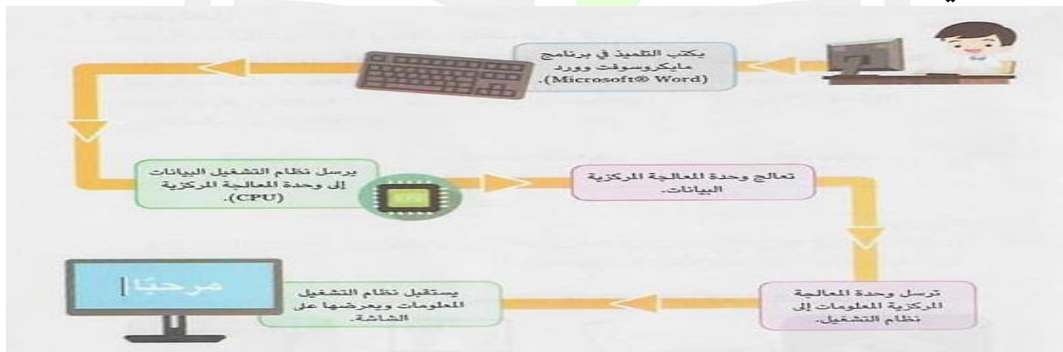 يكتب التلميذ في برنامج
مايكروسوفت وورد
(Microsoft® Word).
يرسل نظام التشغيل البيانات
إلى وحدة المعالجة المركزية
(CPU).
CPU
تعالج وحدة المعالجة المركزية
البيانات.
ترسل وحدة المعالجة
المركزية المعلومات إلى
نظام التشغيل.
يستقبل نظام التشغيل
المعلومات ويعرضها على
الشاشة.
مرحبًا